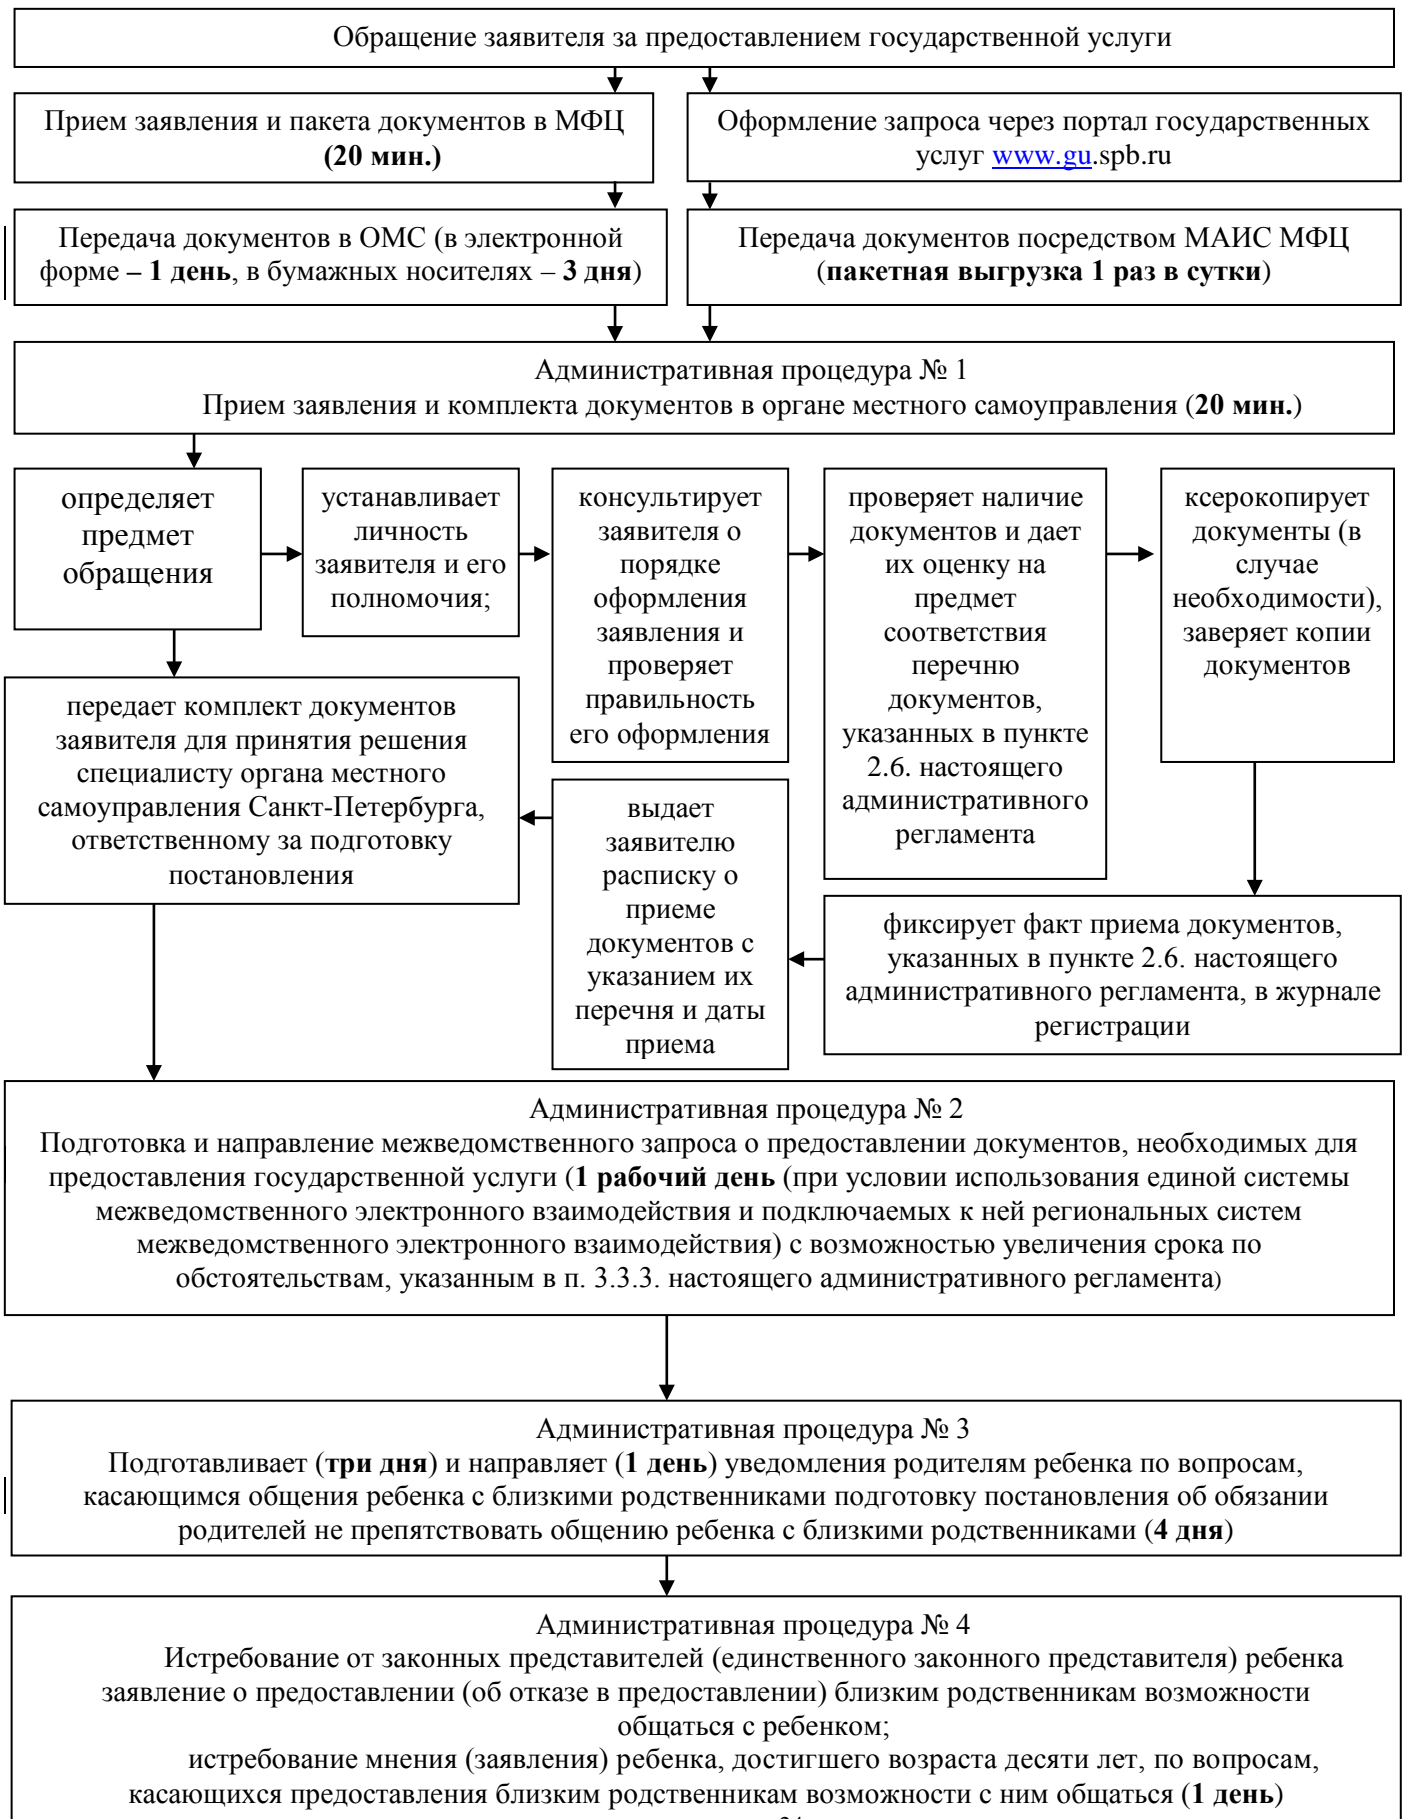 Обращение заявителя за предоставлением государственной услуги
Прием заявления и пакета документов в МФЦ
(20 мин.)
Оформление запроса через портал государственных
услуг www.gu.spb.ru
Передача документов в ОМС (в электронной
форме – 1 день, в бумажных носителях – 3 дня)
Передача документов посредством МАИС МФЦ
(пакетная выгрузка 1 раз в сутки)
Административная процедура № 1
Прием заявления и комплекта документов в органе местного самоуправления (20 мин.)
определяет
предмет
обращения
устанавливает
личность
заявителя и его
полномочия;
консультирует
заявителя о
порядке
оформления
заявления и
проверяет
правильность
его оформления
проверяет наличие
документов и дает
их оценку на
предмет
соответствия
перечню
документов,
указанных в пункте
2.6. настоящего
административного
регламента
ксерокопирует
документы (в
случае
необходимости),
заверяет копии
документов
передает комплект документов
заявителя для принятия решения
специалисту органа местного
самоуправления Санкт-Петербурга,
ответственному за подготовку
постановления
выдает
заявителю
расписку о
приеме
документов с
указанием их
перечня и даты
приема
фиксирует факт приема документов,
указанных в пункте 2.6. настоящего
административного регламента, в журнале
регистрации
Административная процедура № 2
Подготовка и направление межведомственного запроса о предоставлении документов, необходимых для
предоставления государственной услуги (1 рабочий день (при условии использования единой системы
межведомственного электронного взаимодействия и подключаемых к ней региональных систем
межведомственного электронного взаимодействия) с возможностью увеличения срока по
обстоятельствам, указанным в п. 3.3.3. настоящего административного регламента)
Административная процедура № 3
Подготавливает (три дня) и направляет (1 день) уведомления родителям ребенка по вопросам,
касающимся общения ребенка с близкими родственниками подготовку постановления об обязании
родителей не препятствовать общению ребенка с близкими родственниками (4 дня)
Административная процедура № 4
Истребование от законных представителей (единственного законного представителя) ребенка
заявление о предоставлении (об отказе в предоставлении) близким родственникам возможности
общаться с ребенком;
истребование мнения (заявления) ребенка, достигшего возраста десяти лет, по вопросам,
касающихся предоставления близким родственникам возможности с ним общаться (1 день)